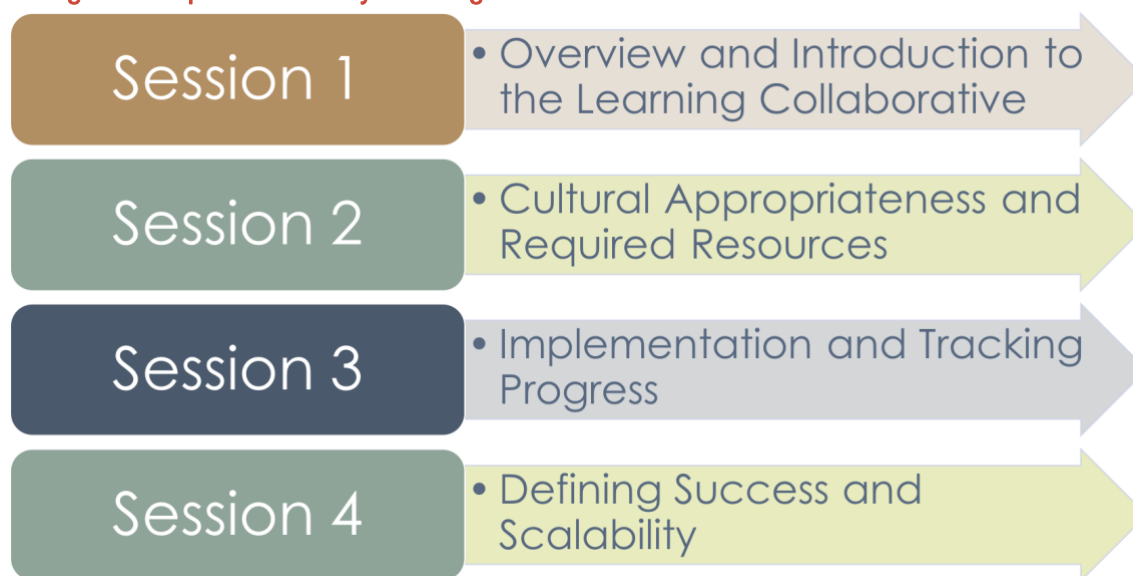 Session 1
• Overview and Introduction to
the Learning Collaborative
Session 2
• Cultural Appropriateness and
Required Resources
Session 3
• Implementation and Tracking
Progress
Session 4
• Defining Success and
Scalability